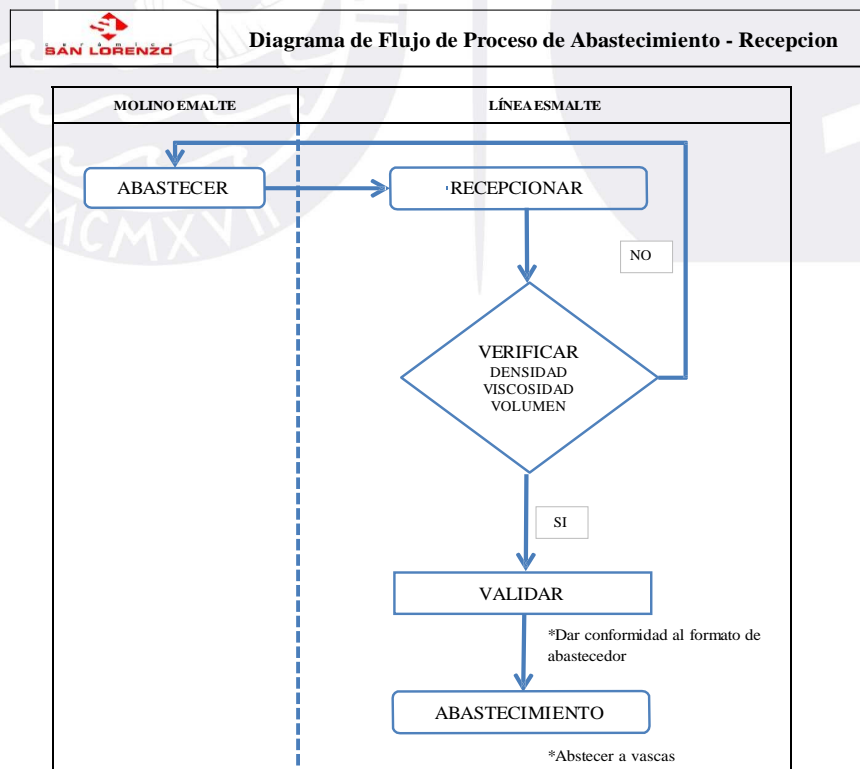 SAN LORENZO
Diagrama de Flujo de Proceso de Abastecimiento - Recepcion
MOLINO EMALTE
LÍNEA ESMALTE
ABASTECER
RECEPCIONAR
NO
VERIFICAR
DENSIDAD
VISCOSIDAD
VOLUMEN
SI
VALIDAR
*Dar conformidad al formato de
abastecedor
ABASTECIMIENTO
*Abstecer a vascas
MCMXVII